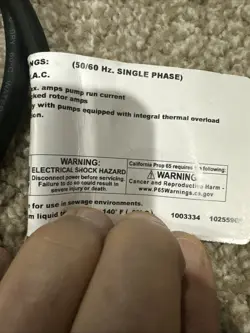 NGS: (50/60 Hz. SINGLE PHASE)
A.C.
amps pump run current
rotor amps
with pumps equipped with integral thermal overload
WARNING:
ELECTRICAL SHOCK HAZARD
Disconnect power before servicing.
Failure to do so could result in
severe injury or death.
California Prop 65 requires the following:
WARNING
Cancer and Reproductive Harm -
www.P65Warnings.ca.gov
for use in sewage environments.
liquid 140° F
1003334